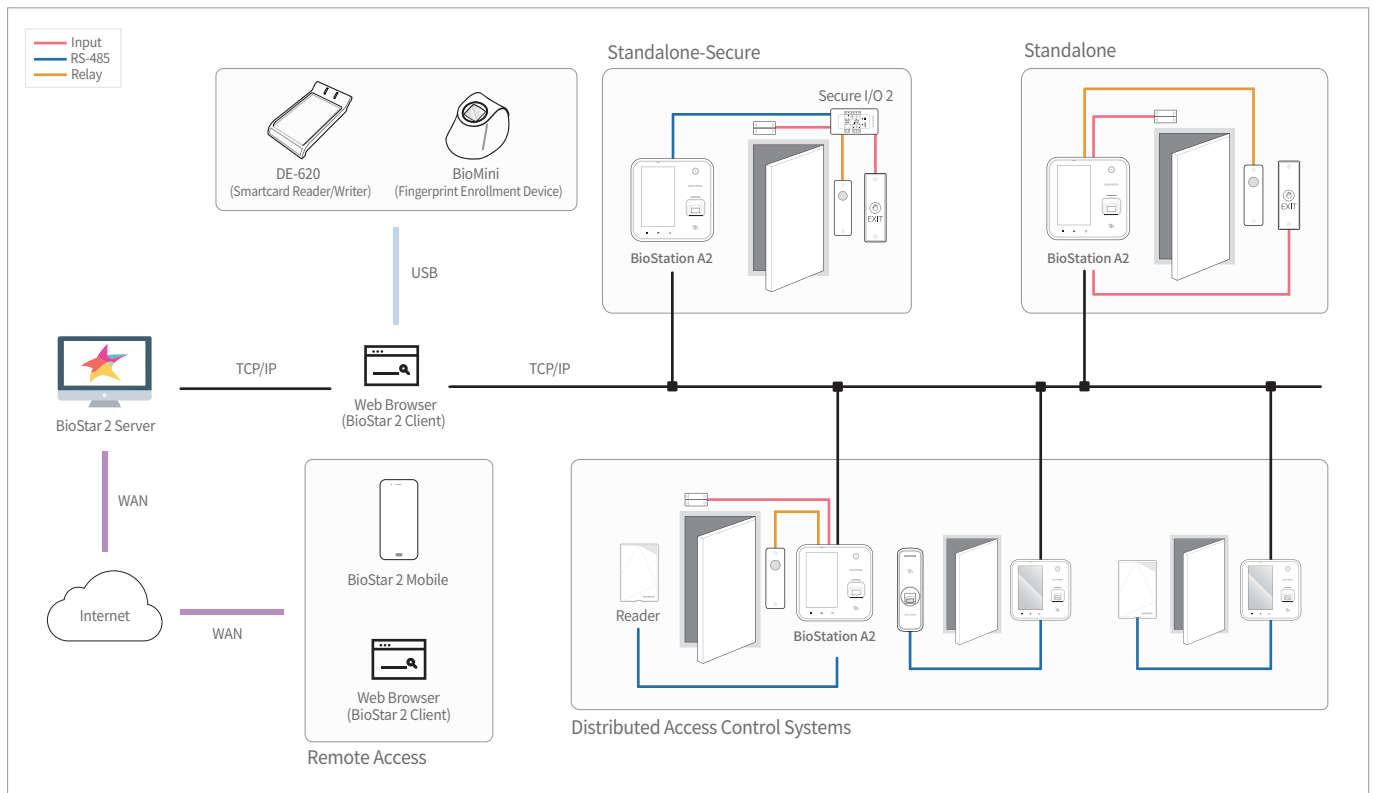 Input
RS-485
Relay
Standalone-Secure
Standalone
Secure I/O 2
DE-620
(Smartcard Reader/Writer)
BioMini
(Fingerprint Enrollment Device)
EXIT
BioStation A2
EXIT
BioStation A2
USB
TCP/IP
TCP/IP
BioStar 2 Server
Web Browser
(BioStar 2 Client)
WAN
Internet
WAN
BioStar 2 Mobile
Web Browser
(BioStar 2 Client)
Remote Access
Reader
BioStation A2
Distributed Access Control Systems